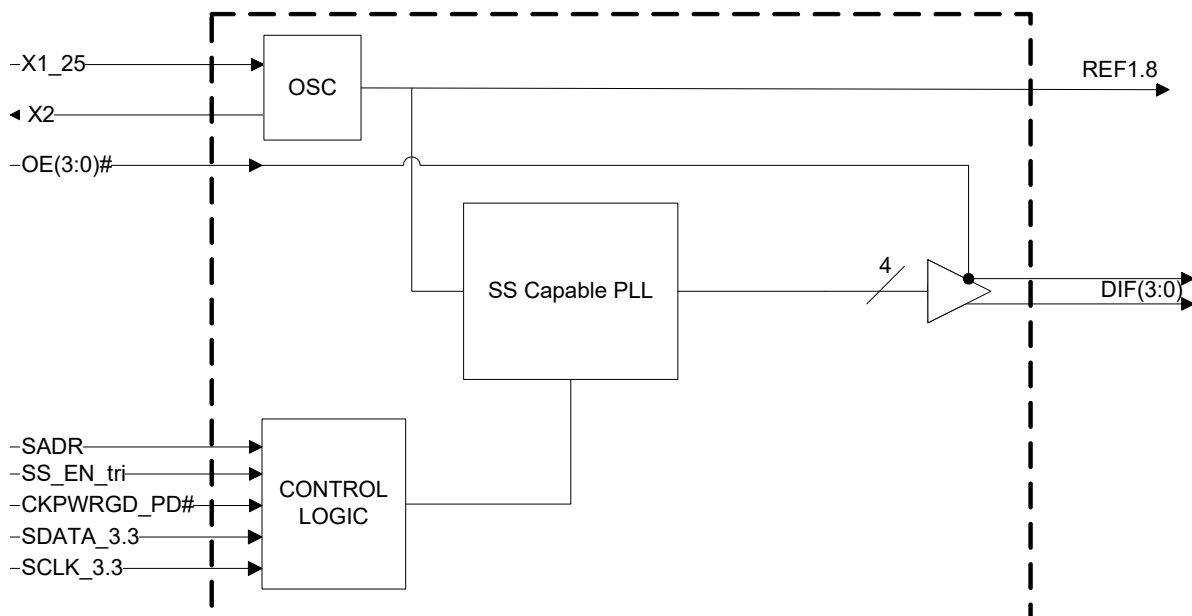 X1_25
OSC
REF1.8
X2
OE(3:0)#
4
SS Capable PLL
DIF(3:0)
SADR
SS_EN_tri
CKPWRGD_PD#
SDATA_3.3
SCLK_3.3
CONTROL
LOGIC